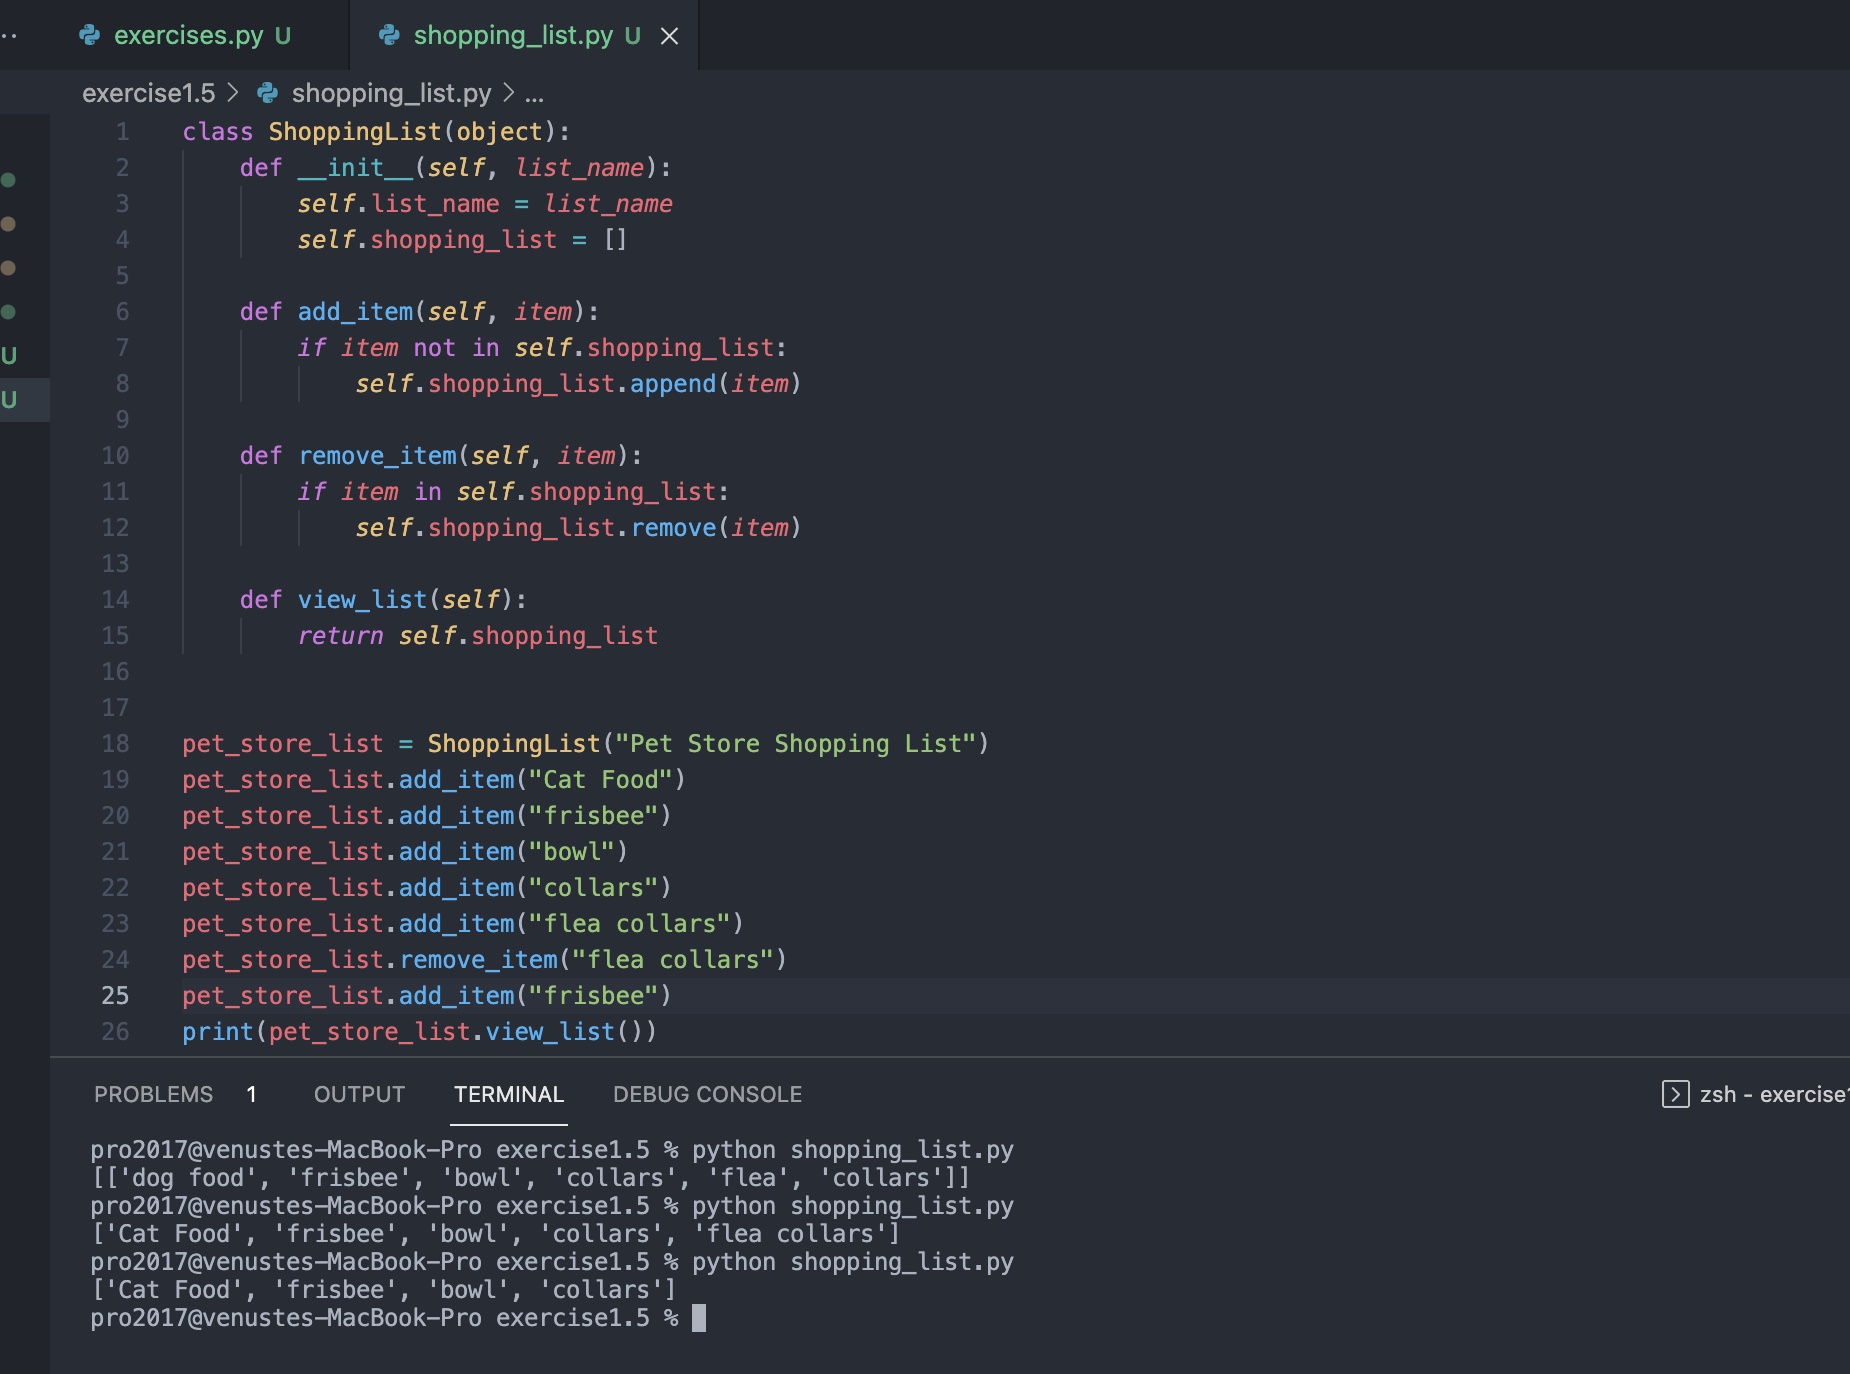 exercises.py U
shopping_list.py U
exercise1.5 > shopping_list.py > ...
U
U
1 class ShoppingList(object):
2     def __init__(self, list_name):
3         self.list_name = list_name
4         self.shopping_list = []
5
6     def add_item(self, item):
7         if item not in self.shopping_list:
8             self.shopping_list.append(item)
9
10     def remove_item(self, item):
11         if item in self.shopping_list:
12             self.shopping_list.remove(item)
13
14     def view_list(self):
15         return self.shopping_list
16
17
18 pet_store_list = ShoppingList("Pet Store Shopping List")
19 pet_store_list.add_item("Cat Food")
20 pet_store_list.add_item("frisbee")
21 pet_store_list.add_item("bowl")
22 pet_store_list.add_item("collars")
23 pet_store_list.add_item("flea collars")
24 pet_store_list.remove_item("flea collars")
25 pet_store_list.add_item("frisbee")
26 print(pet_store_list.view_list())
PROBLEMS 1 OUTPUT TERMINAL DEBUG CONSOLE zsh - exercise1
pro2017@venustes-MacBook-Pro exercise1.5 % python shopping_list.py
[['dog food', 'frisbee', 'bowl', 'collars', 'flea', 'collars']]
pro2017@venustes-MacBook-Pro exercise1.5 % python shopping_list.py
['Cat Food', 'frisbee', 'bowl', 'collars', 'flea collars']
pro2017@venustes-MacBook-Pro exercise1.5 % python shopping_list.py
['Cat Food', 'frisbee', 'bowl', 'collars']
pro2017@venustes-MacBook-Pro exercise1.5 %